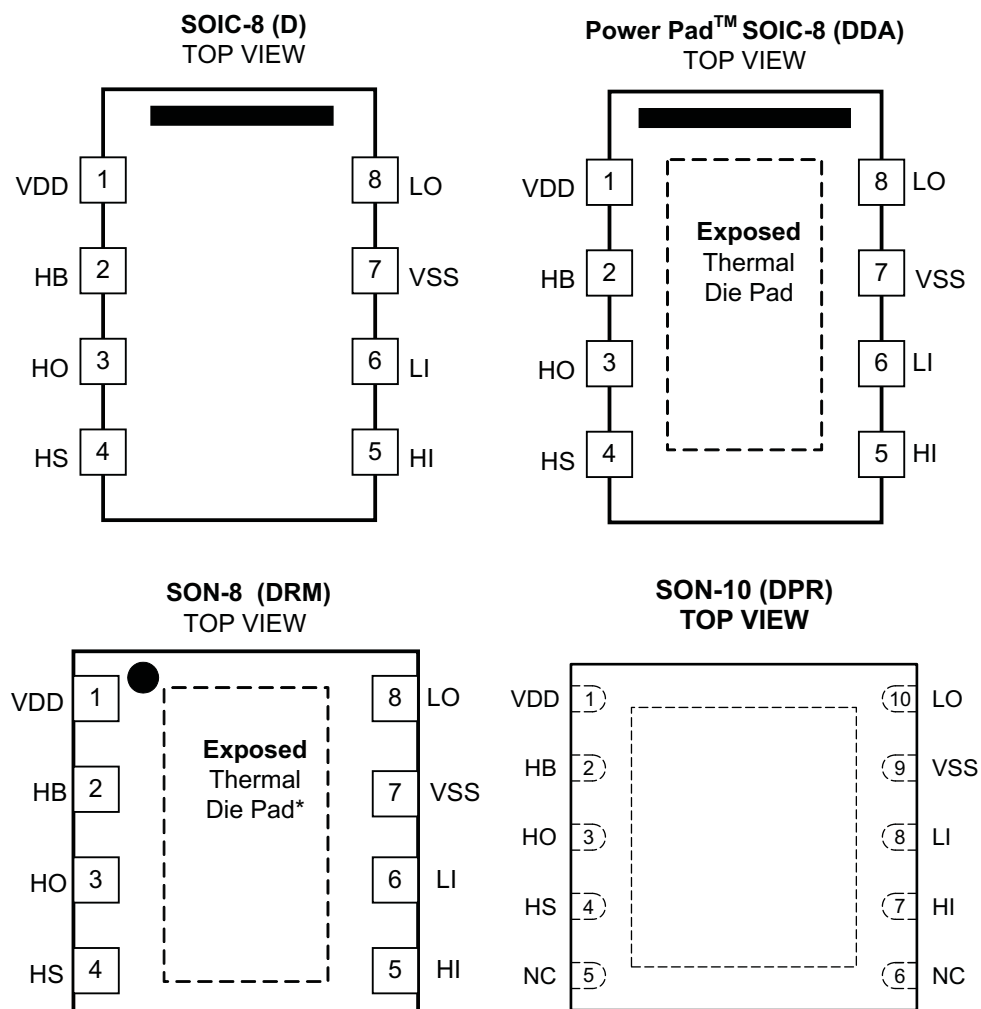 SOIC-8 (D)
TOP VIEW
VDD 1 8 LO
HB 2 7 VSS
HO 3 6 LI
HS 4 5 HI
Power Pad™ SOIC-8 (DDA)
TOP VIEW
VDD 1 8 LO
Exposed
Thermal
Die Pad
HB 2 7 VSS
HO 3 6 LI
HS 4 5 HI
SON-8 (DRM)
TOP VIEW
VDD 1 8 LO
Exposed
Thermal
Die Pad*
HB 2 7 VSS
HO 3 6 LI
HS 4 5 HI
SON-10 (DPR)
TOP VIEW
VDD 1 10 LO
HB 2 9 VSS
HO 3 8 LI
HS 4 7 HI
NC 5 6 NC